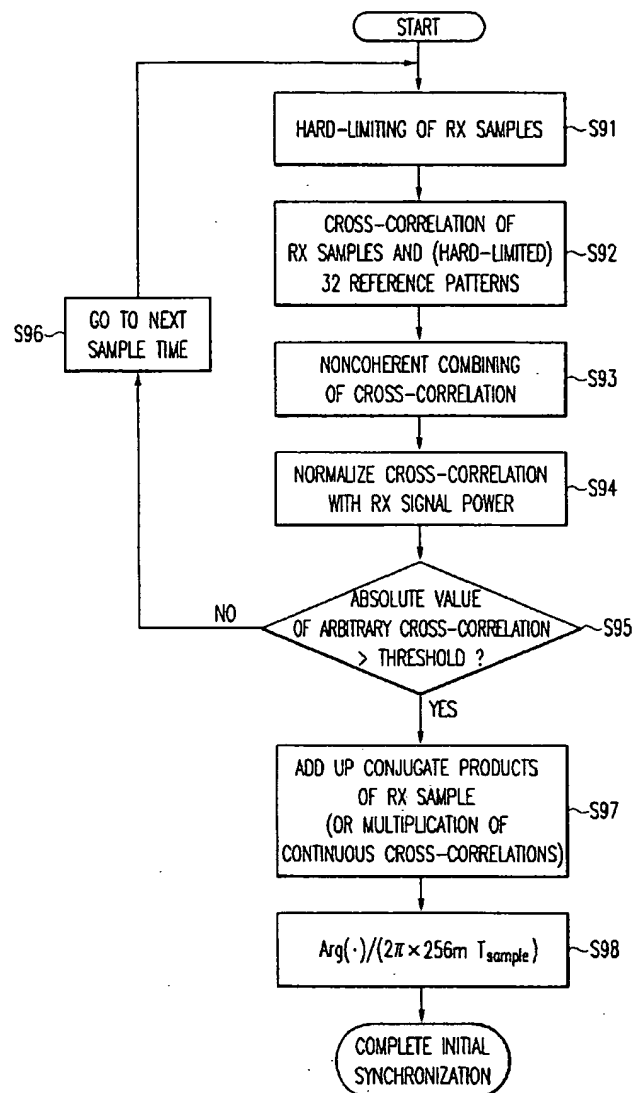 START
HARD-LIMITING OF RX SAMPLES
S91
CROSS-CORRELATION OF
RX SAMPLES AND (HARD-LIMITED)
32 REFERENCE PATTERNS
S92
S96
GO TO NEXT
SAMPLE TIME
NONCOHERENT COMBINING
OF CROSS-CORRELATION
S93
NORMALIZE CROSS-CORRELATION
WITH RX SIGNAL POWER
S94
NO
ABSOLUTE VALUE
OF ARBITRARY CROSS-CORRELATION
> THRESHOLD ?
S95
YES
ADD UP CONJUGATE PRODUCTS
OF RX SAMPLE
(OR MULTIPLICATION OF
CONTINUOUS CROSS-CORRELATIONS)
S97
Arg(·)/(2π×256m T_sample)
S98
COMPLETE INITIAL
SYNCHRONIZATION